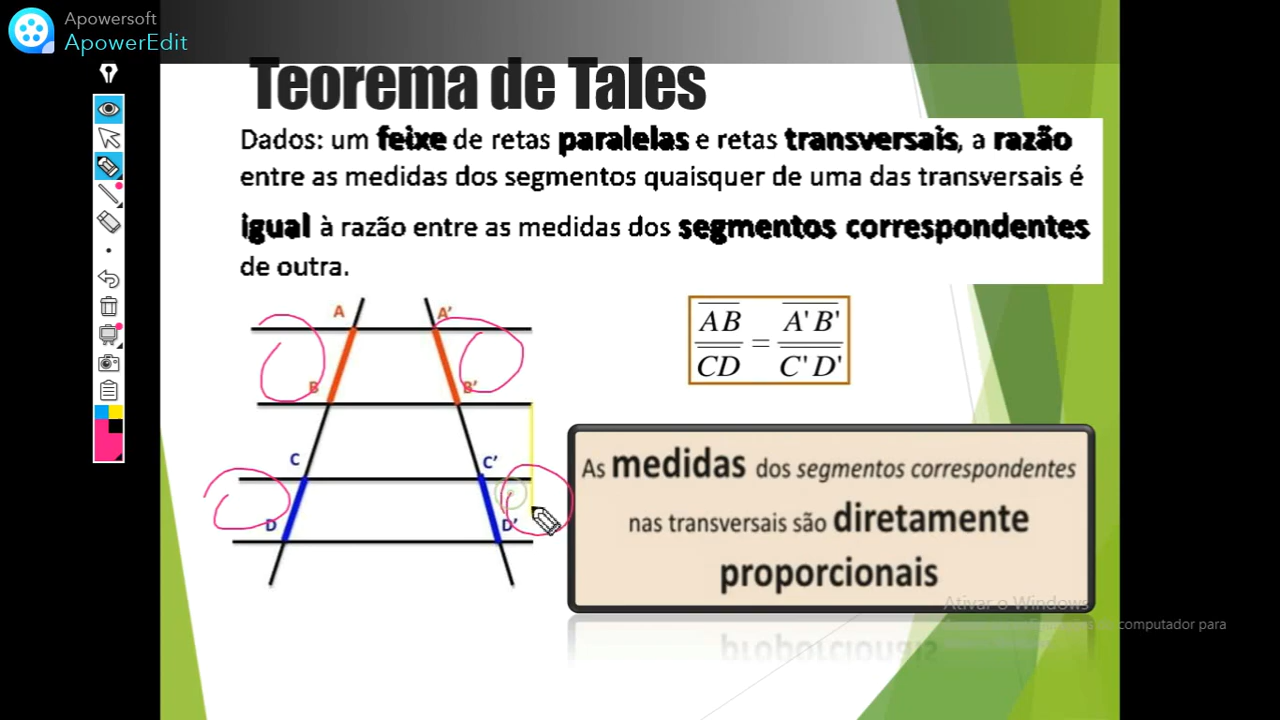 Apowersoft
ApowerEdit
Teorema de Tales
Dados: um feixe de retas paralelas e retas transversais, a razão
entre as medidas dos segmentos quaisquer de uma das transversais é
igual à razão entre as medidas dos segmentos correspondentes
de outra.
A A'
B B'
C C'
D D'
AB = A'B'
CD C'D'
As medidas dos segmentos correspondentes
nas transversais são diretamente
proporcionais
Ativar o Windows
computador para